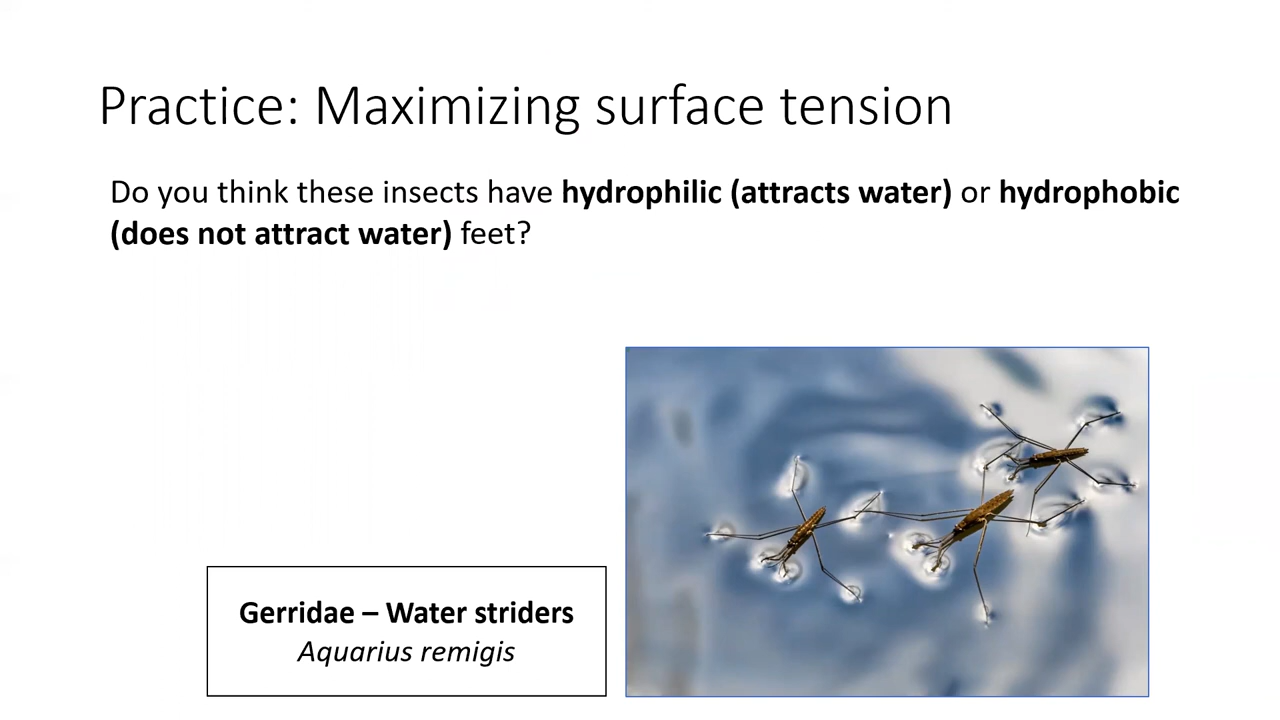 Practice: Maximizing surface tension
Do you think these insects have hydrophilic (attracts water) or hydrophobic
(does not attract water) feet?
Gerridae – Water striders
Aquarius remigis